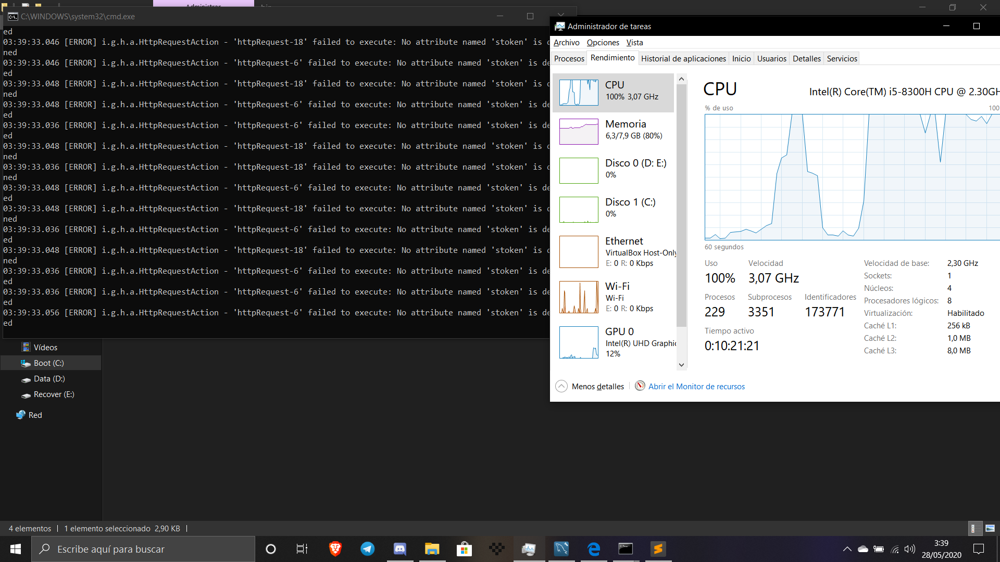 C:\WINDOWS\system32\cmd.exe
ed
03:39:33.046 [ERROR] i.g.h.a.HttpRequestAction - 'httpRequest-18' failed to execute: No attribute named 'stoken' is
ned
03:39:33.046 [ERROR] i.g.h.a.HttpRequestAction - 'httpRequest-6' failed to execute: No attribute named 'stoken' is de
ed
03:39:33.048 [ERROR] i.g.h.a.HttpRequestAction - 'httpRequest-18' failed to execute: No attribute named 'stoken' is
ned
03:39:33.048 [ERROR] i.g.h.a.HttpRequestAction - 'httpRequest-6' failed to execute: No attribute named 'stoken' is de
ed
03:39:33.036 [ERROR] i.g.h.a.HttpRequestAction - 'httpRequest-6' failed to execute: No attribute named 'stoken' is de
ed
03:39:33.048 [ERROR] i.g.h.a.HttpRequestAction - 'httpRequest-18' failed to execute: No attribute named 'stoken' is
ned
03:39:33.036 [ERROR] i.g.h.a.HttpRequestAction - 'httpRequest-18' failed to execute: No attribute named 'stoken' is
ned
03:39:33.048 [ERROR] i.g.h.a.HttpRequestAction - 'httpRequest-6' failed to execute: No attribute named 'stoken' is de
ed
03:39:33.048 [ERROR] i.g.h.a.HttpRequestAction - 'httpRequest-18' failed to execute: No attribute named 'stoken' is
ned
03:39:33.036 [ERROR] i.g.h.a.HttpRequestAction - 'httpRequest-6' failed to execute: No attribute named 'stoken' is de
ed
03:39:33.048 [ERROR] i.g.h.a.HttpRequestAction - 'httpRequest-18' failed to execute: No attribute named 'stoken' is
ned
03:39:33.036 [ERROR] i.g.h.a.HttpRequestAction - 'httpRequest-6' failed to execute: No attribute named 'stoken' is de
ed
03:39:33.036 [ERROR] i.g.h.a.HttpRequestAction - 'httpRequest-6' failed to execute: No attribute named 'stoken' is de
ed
03:39:33.056 [ERROR] i.g.h.a.HttpRequestAction - 'httpRequest-6' failed to execute: No attribute named 'stoken' is de
ed
Vídeos
Boot (C:)
Data (D:)
Recover (E:)
Red
Administrador de tareas
Archivo Opciones Vista
Procesos Rendimiento Historial de aplicaciones Inicio Usuarios Detalles Servicios
CPU
100% 3,07 GHz
Memoria
6,3/7,9 GB (80%)
Disco 0 (D: E:)
0%
Disco 1 (C:)
0%
Ethernet
VirtualBox Host-Only
E: 0 R: 0 Kbps
Wi-Fi
Wi-Fi
E: 0 R: 0 Kbps
GPU 0
Intel(R) UHD Graphic
12%
CPU
Intel(R) Core(TM) i5-8300H CPU @ 2.30GH
% de uso 100
60 segundos
Uso Velocidad
100% 3,07 GHz
Procesos Subprocesos Identificadores
229 3351 173771
Tiempo activo
0:10:21:21
Velocidad de base: 2,30 GHz
Sockets: 1
Núcleos: 4
Procesadores lógicos: 8
Virtualización: Habilitado
Caché L1: 256 kB
Caché L2: 1,0 MB
Caché L3: 8,0 MB
Menos detalles Abrir el Monitor de recursos
4 elementos 1 elemento seleccionado 2,90 KB
Escribe aquí para buscar
3:39
28/05/2020